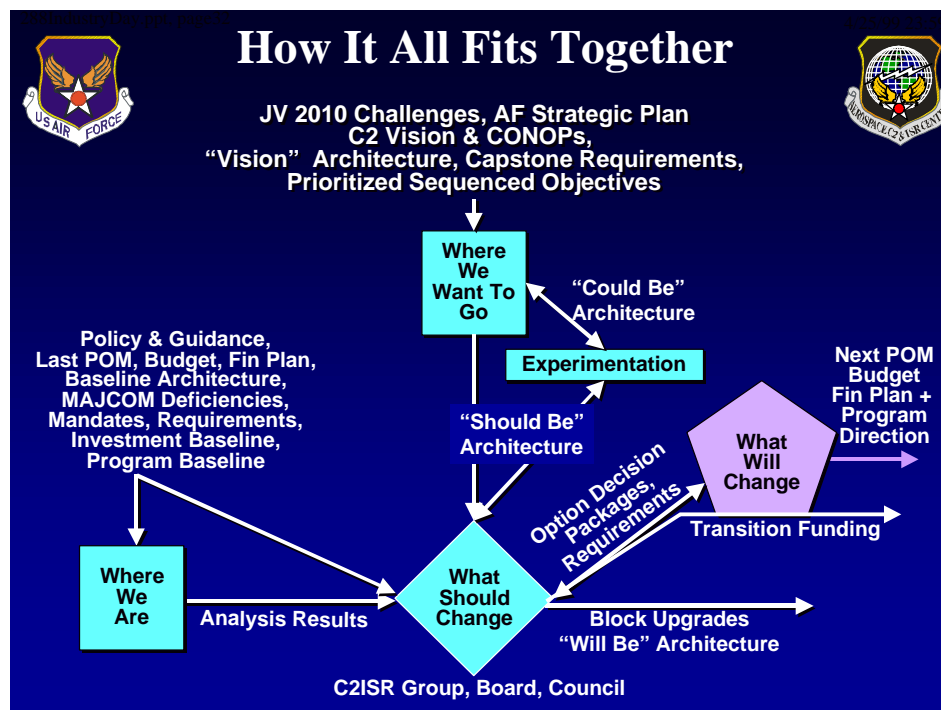 How It All Fits Together
JV 2010 Challenges, AF Strategic Plan
C2 Vision & CONOPs,
“Vision” Architecture, Capstone Requirements,
Prioritized Sequenced Objectives
U.S. AIR FORCE
AEROSPACE C2 & ISR CENTER
Where
We
Want To
Go
“Could Be”
Architecture
Experimentation
Policy & Guidance,
Last POM, Budget, Fin Plan,
Baseline Architecture,
MAJCOM Deficiencies,
Mandates, Requirements,
Investment Baseline,
Program Baseline
“Should Be”
Architecture
Next POM
Budget
Fin Plan +
Program
Direction
What
Will
Change
Option Decision
Packages,
Requirements
Transition Funding
Where
We
Are
Analysis Results
What
Should
Change
Block Upgrades
“Will Be” Architecture
C2ISR Group, Board, Council